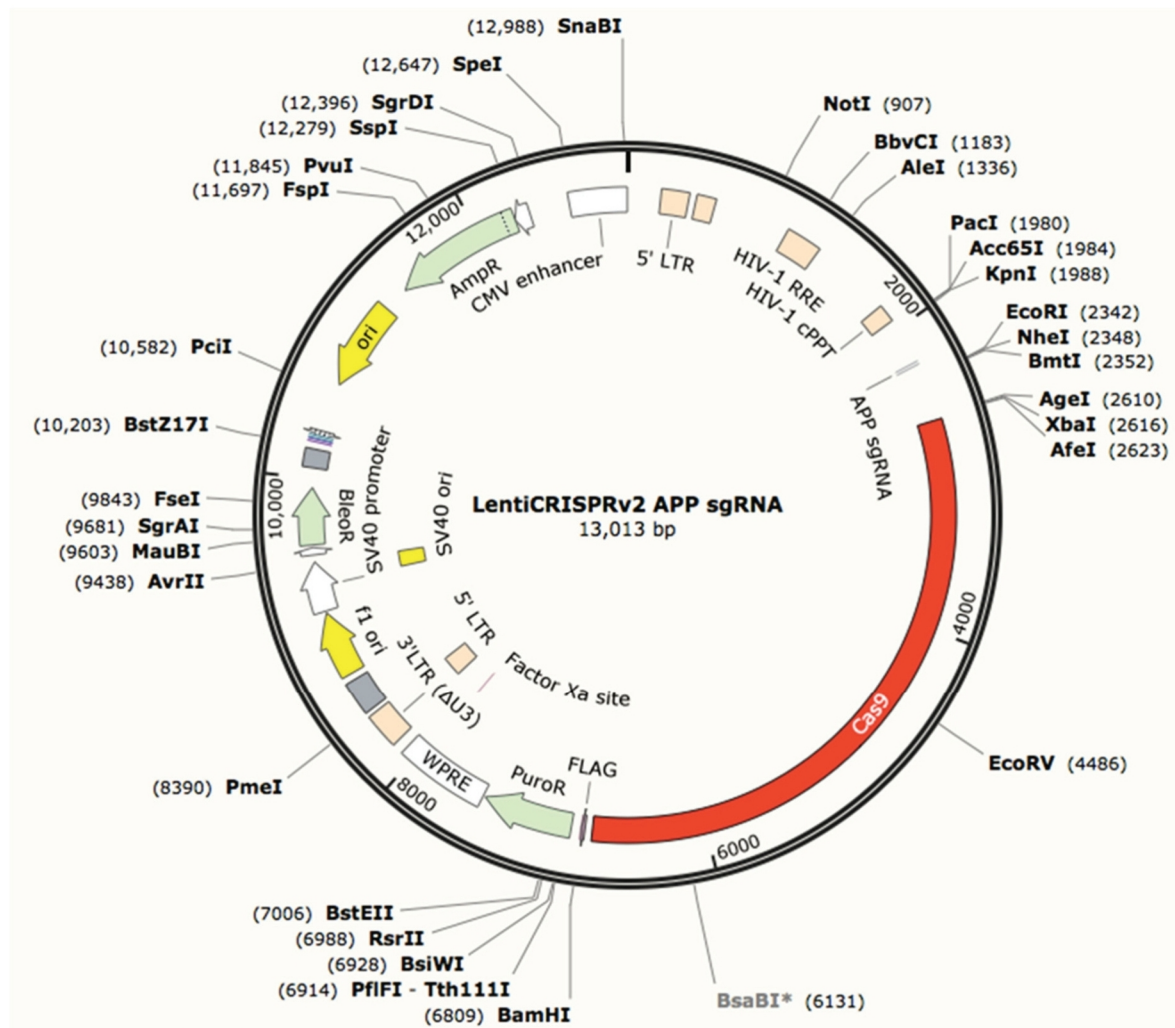 (12,988) SnaBI
(12,647) SpeI
(12,396) SgrDI
(12,279) SspI
(11,845) PvuI
(11,697) FspI
NotI (907)
BbvCI (1183)
AleI (1336)
PacI (1980)
Acc65I (1984)
KpnI (1988)
EcoRI (2342)
NheI (2348)
BmtI (2352)
AgeI (2610)
XbaI (2616)
AfeI (2623)
12,000
AmpR
CMV enhancer
5' LTR
HIV-1 RRE
HIV-1 cPPT
2000
ori
(10,582) PciI
(10,203) BstZ17I
APP sgRNA
(9843) FseI
(9681) SgrAI
(9603) MauBI
(9438) AvrII
10,000
BleoR
SV40 promoter
SV40 ori
LentiCRISPRv2 APP sgRNA
13,013 bp
4000
f1 ori
5' LTR
3'LTR (ΔU3)
Factor Xa site
Cas9
EcoRV (4486)
(8390) PmeI
8000
WPRE
PuroR
FLAG
6000
(7006) BstEII
(6988) RsrII
(6928) BsiWI
(6914) PflFI - Tth111I
(6809) BamHI
BsaBI* (6131)